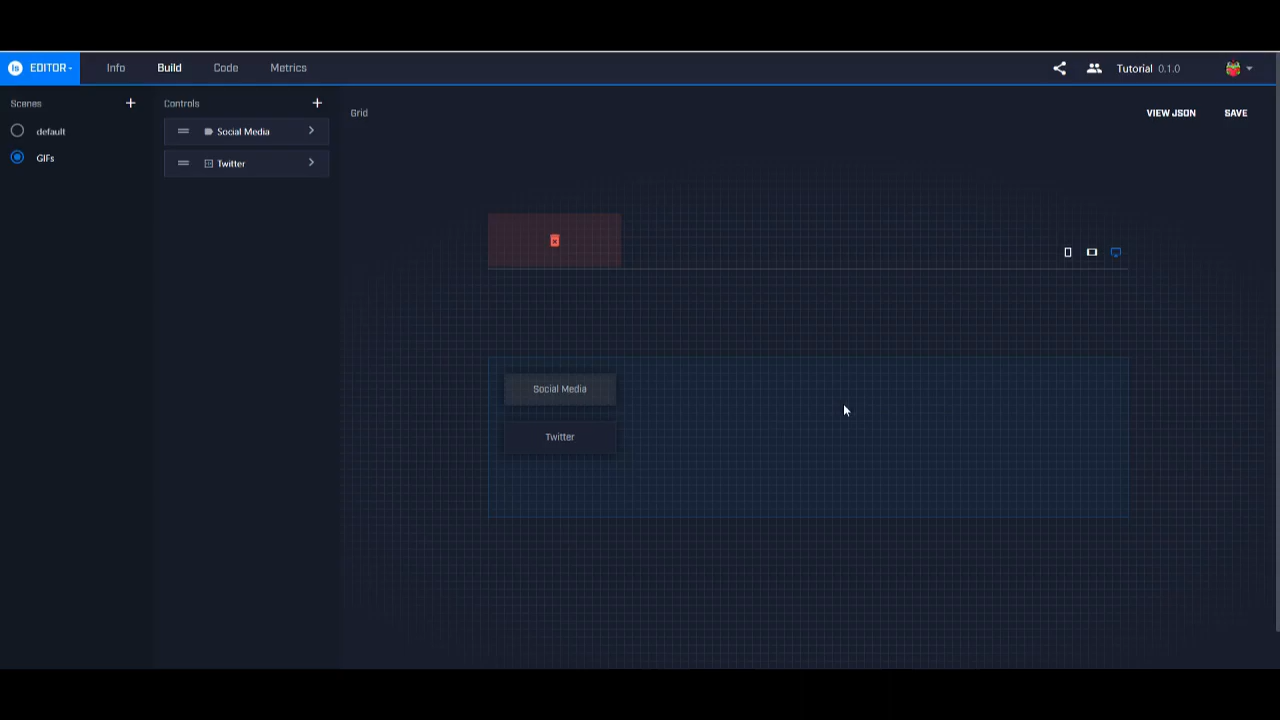 is EDITOR Info Build Code Metrics Tutorial 0.1.0
Scenes + Controls + Grid VIEW JSON SAVE
default
GIFs
Social Media
Twitter
Social Media
Twitter